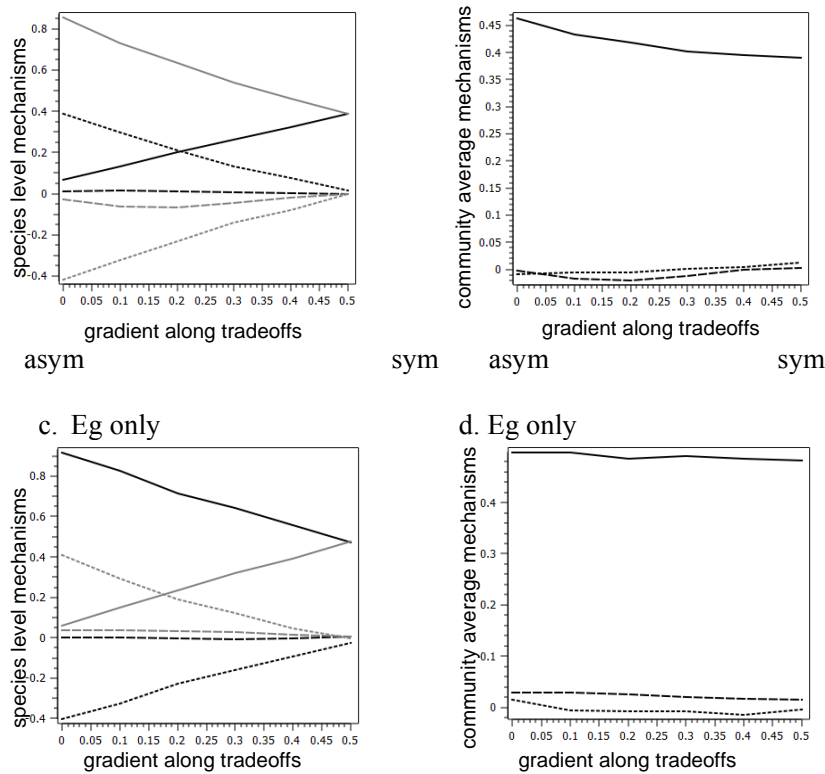 species level mechanisms
0.8
0.6
0.4
0.2
0
-0.2
-0.4
0 0.05 0.1 0.15 0.2 0.25 0.3 0.35 0.4 0.45 0.5
gradient along tradeoffs
asym sym
community average mechanisms
0.45
0.4
0.35
0.3
0.25
0.2
0.15
0.1
0.05
0
0 0.05 0.1 0.15 0.2 0.25 0.3 0.35 0.4 0.45 0.5
gradient along tradeoffs
asym sym
c. Eg only
species level mechanisms
0.8
0.6
0.4
0.2
0
-0.2
-0.4
0 0.05 0.1 0.15 0.2 0.25 0.3 0.35 0.4 0.45 0.5
gradient along tradeoffs
d. Eg only
community average mechanisms
0.4
0.3
0.2
0.1
0
0 0.05 0.1 0.15 0.2 0.25 0.3 0.35 0.4 0.45 0.5
gradient along tradeoffs